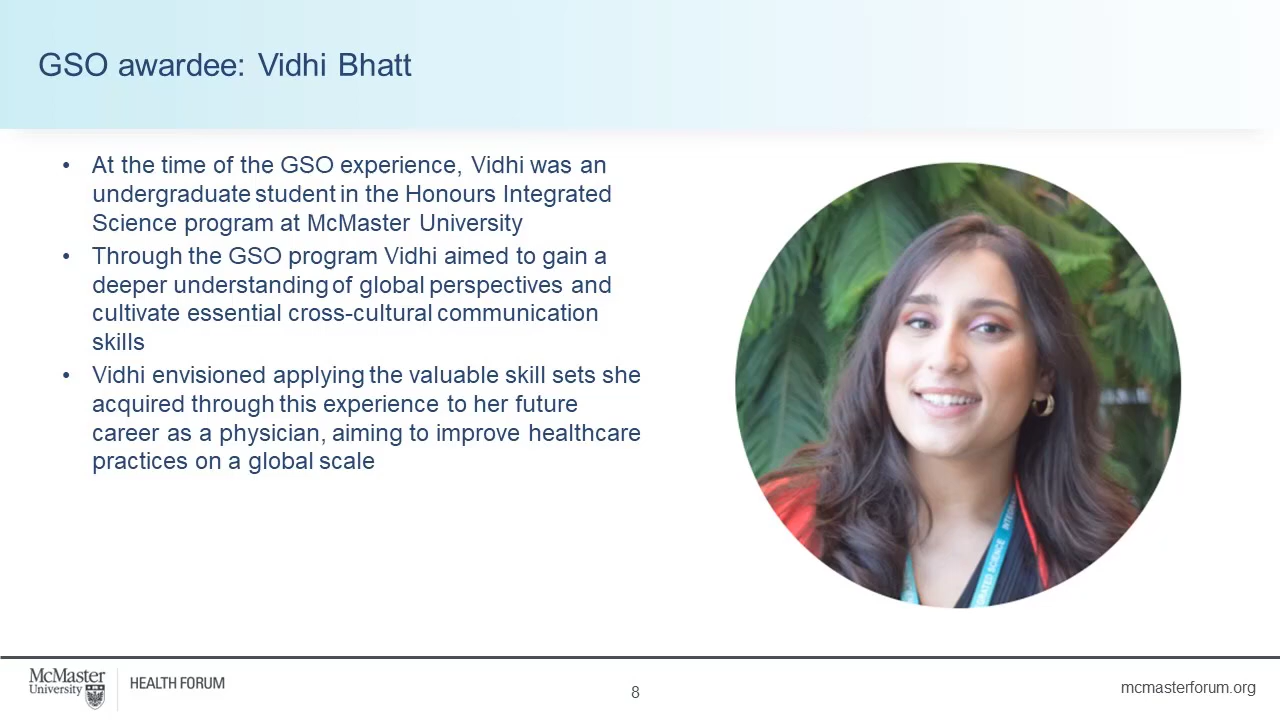 GSO awardee: Vidhi Bhatt
• At the time of the GSO experience, Vidhi was an
undergraduate student in the Honours Integrated
Science program at McMaster University
• Through the GSO program Vidhi aimed to gain a
deeper understanding of global perspectives and
cultivate essential cross-cultural communication
skills
• Vidhi envisioned applying the valuable skill sets she
acquired through this experience to her future
career as a physician, aiming to improve healthcare
practices on a global scale
McMaster
University
HEALTH FORUM
8
mcmasterforum.org